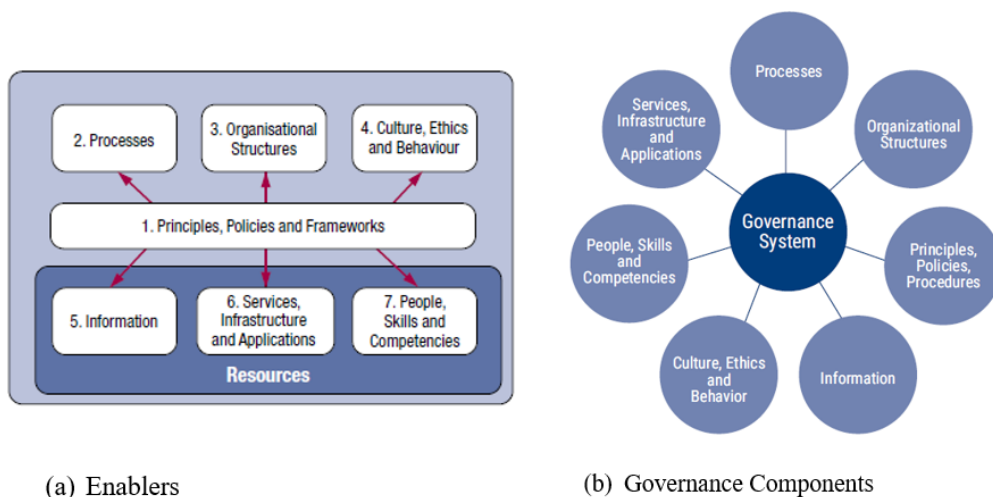 2. Processes
3. Organisational
Structures
4. Culture, Ethics
and Behaviour
1. Principles, Policies and Frameworks
5. Information
6. Services,
Infrastructure
and Applications
7. People,
Skills and
Competencies
Resources
(a) Enablers
Processes
Organizational
Structures
Principles,
Policies,
Procedures
Information
Culture, Ethics
and
Behavior
People, Skills
and
Competencies
Services,
Infrastructure
and
Applications
Governance
System
(b) Governance Components